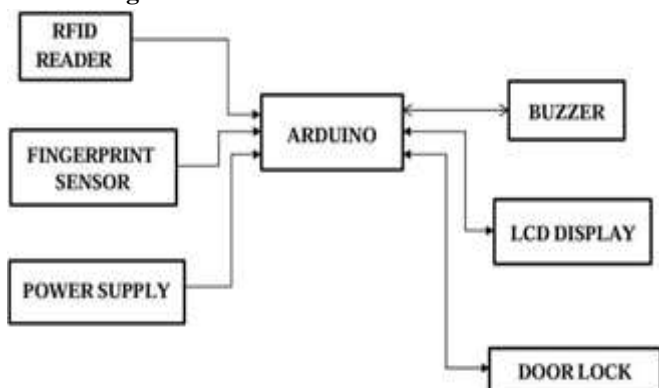 RFID
READER
FINGERPRINT
SENSOR
POWER SUPPLY
ARDUINO
BUZZER
LCD DISPLAY
DOOR LOCK